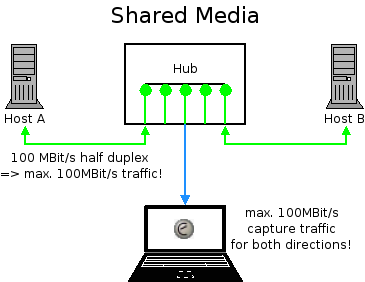 Shared Media
Hub
Host A
Host B
100 MBit/s half duplex
=> max. 100MBit/s traffic!
max. 100MBit/s
capture traffic
for both directions!